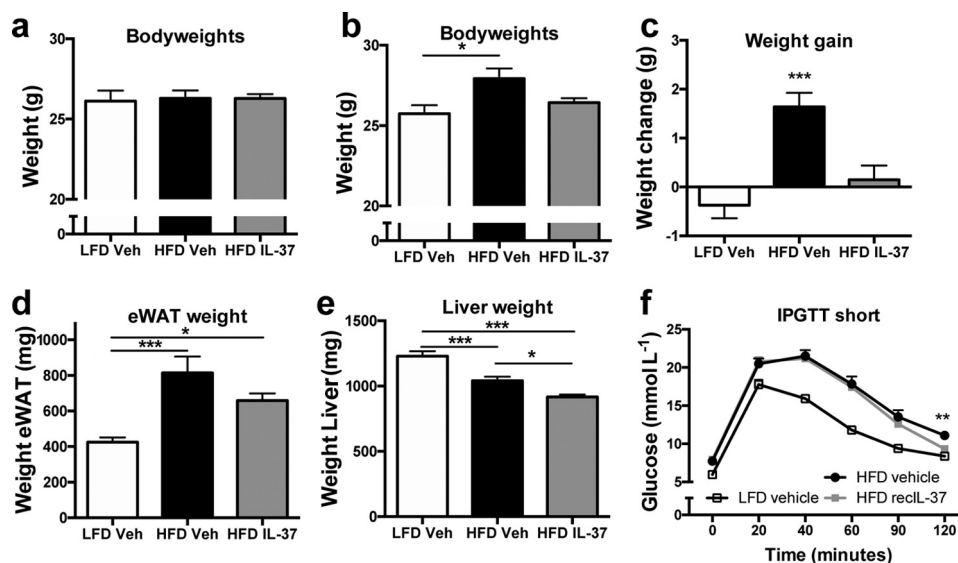 a
Bodyweights
Weight (g)
30
25
20
0
LFD Veh HFD Veh HFD IL-37
b
Bodyweights
Weight (g)
30
25
20
0
*
LFD Veh HFD Veh HFD IL-37
c
Weight gain
Weight change (g)
3
2
1
0
-1
***
LFD Veh HFD Veh HFD IL-37
d
eWAT weight
Weight eWAT (mg)
1000
800
600
400
200
0
*
***
LFD Veh HFD Veh HFD IL-37
e
Liver weight
Weight Liver (mg)
1500
1000
500
0
***
***
*
LFD Veh HFD Veh HFD IL-37
f
IPGTT short
Glucose (mmol L-1)
25
20
15
10
5
0
**
HFD vehicle
LFD vehicle HFD recIL-37
0 20 40 60 90 120
Time (minutes)